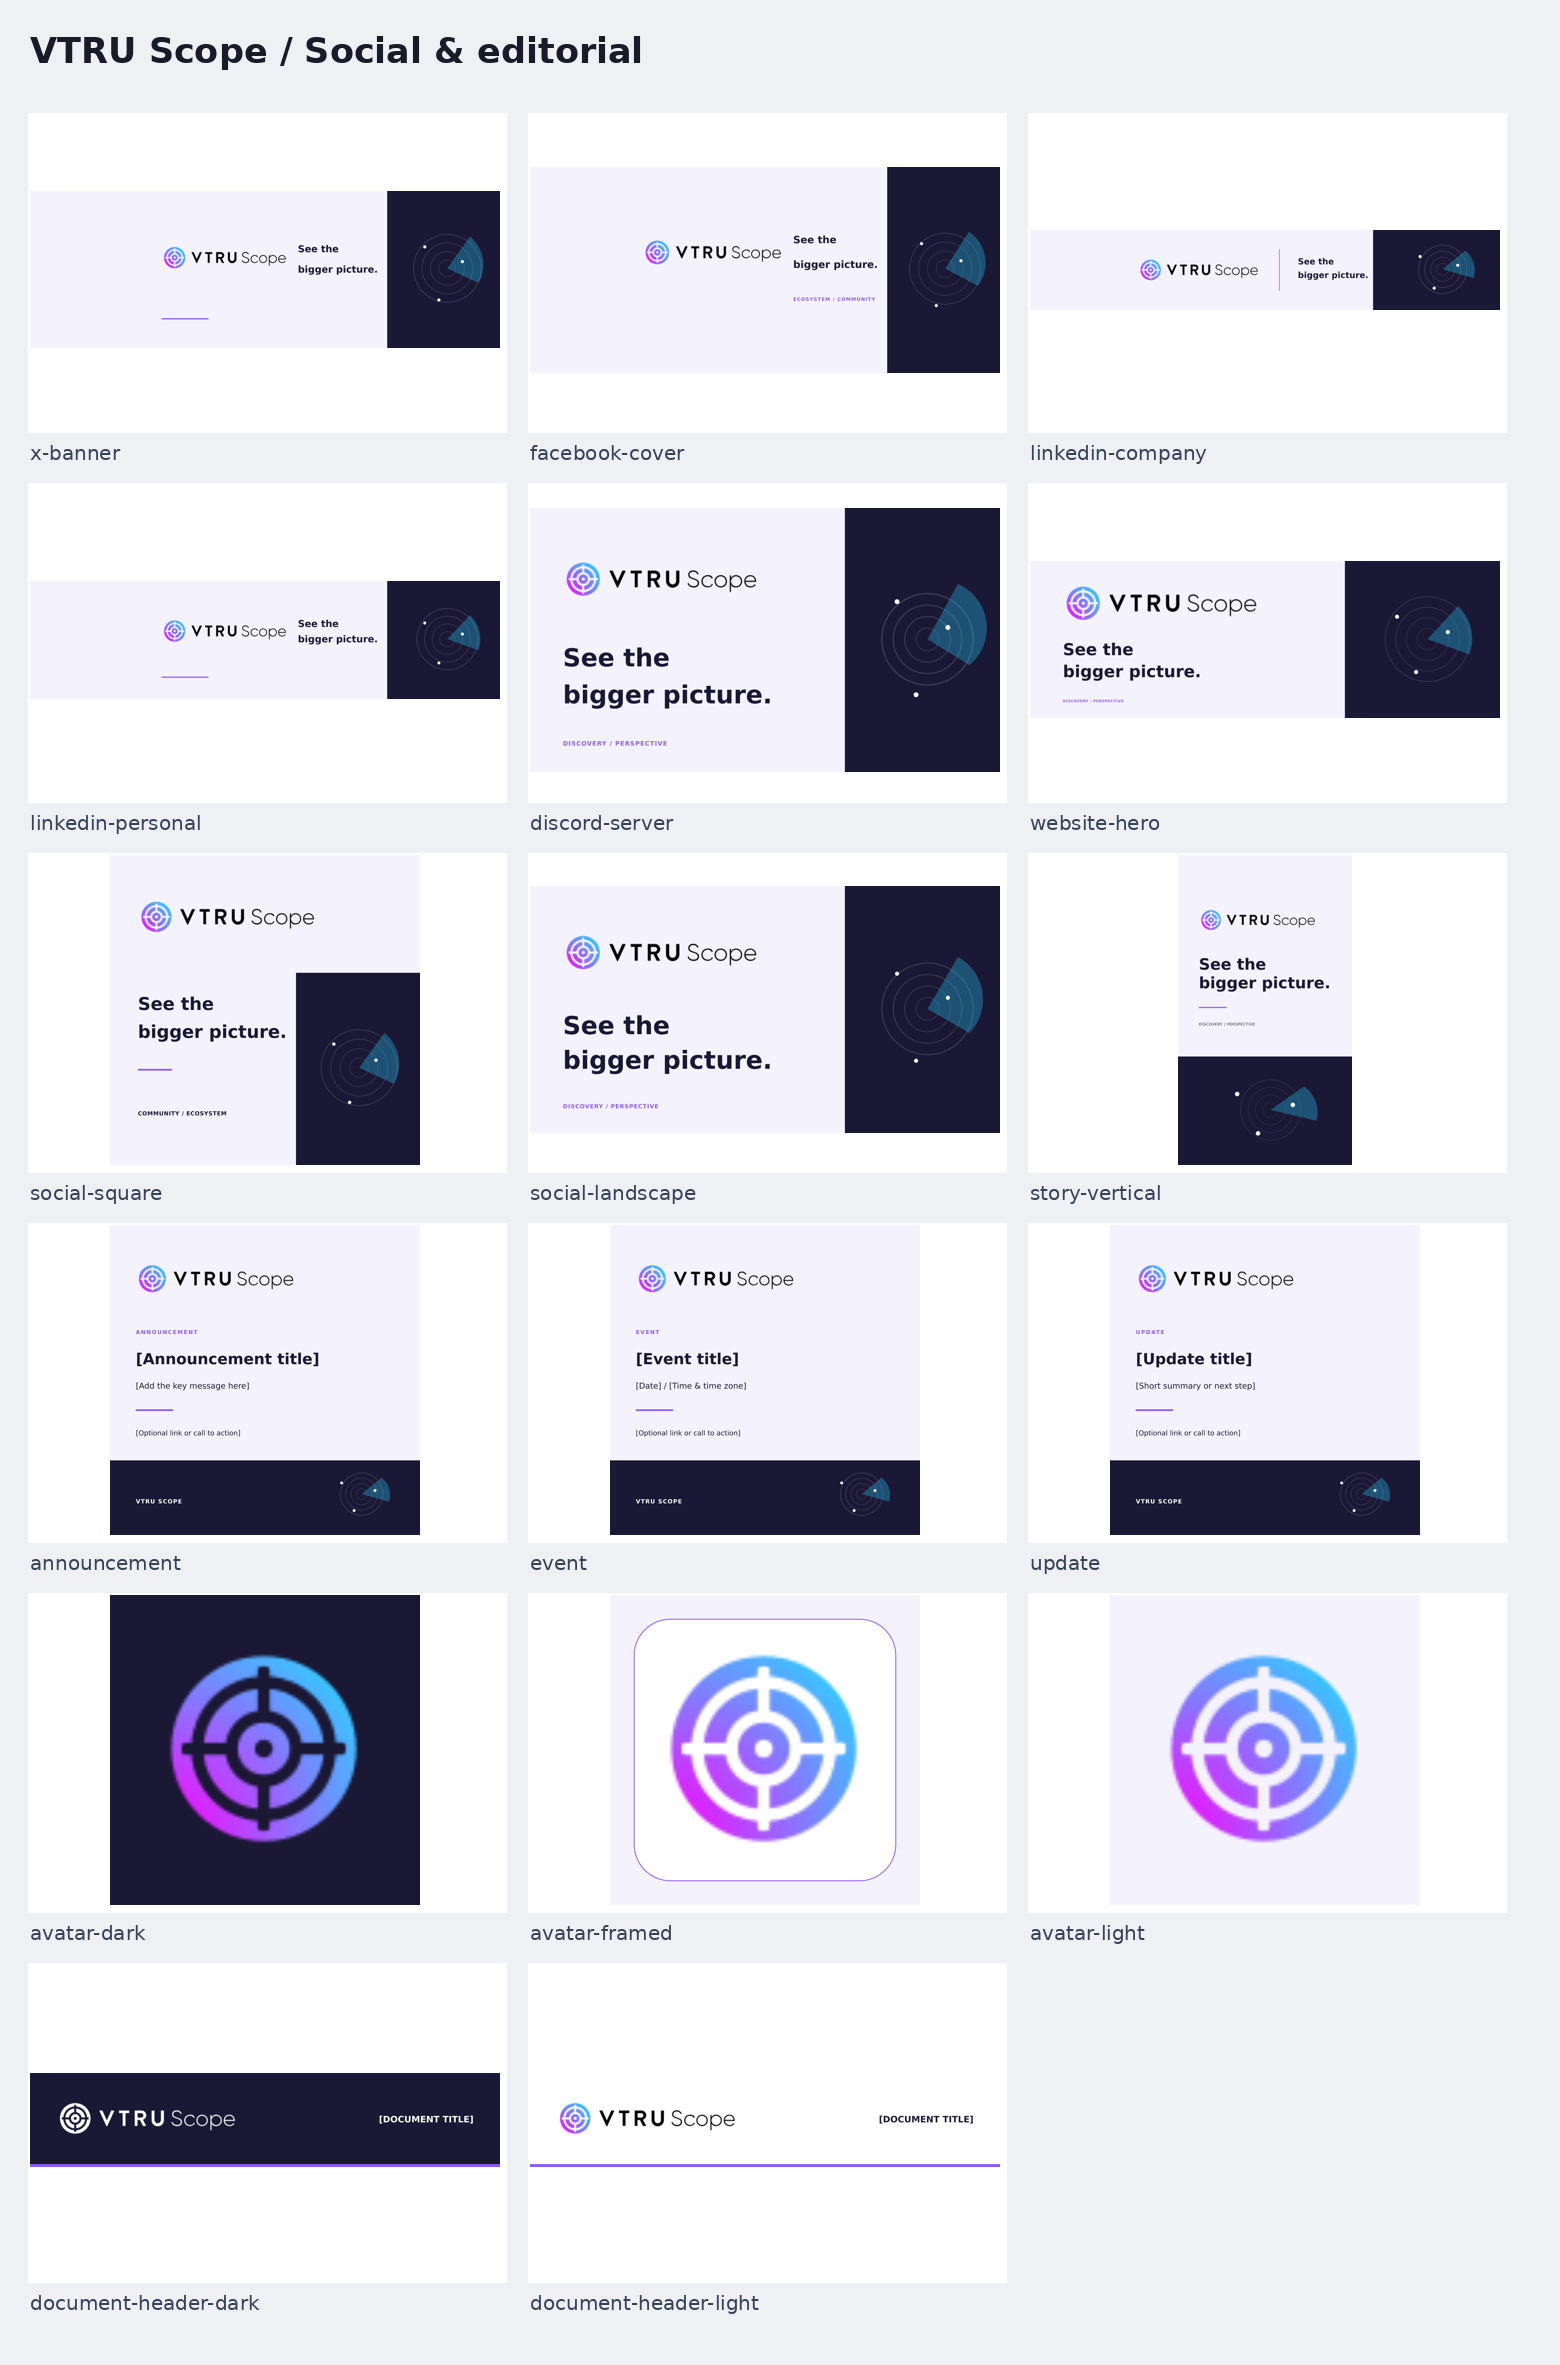 VTRU Scope / Social & editorial
VTRU Scope
See the
bigger picture.
x-banner
VTRU Scope
See the
bigger picture.
ECOSYSTEM / COMMUNITY
facebook-cover
VTRU Scope
See the
bigger picture.
linkedin-company
VTRU Scope
See the
bigger picture.
linkedin-personal
VTRU Scope
See the
bigger picture.
DISCOVERY / PERSPECTIVE
discord-server
VTRU Scope
See the
bigger picture.
DISCOVERY / PERSPECTIVE
website-hero
VTRU Scope
See the
bigger picture.
COMMUNITY / ECOSYSTEM
social-square
VTRU Scope
See the
bigger picture.
DISCOVERY / PERSPECTIVE
social-landscape
VTRU Scope
See the
bigger picture.
DISCOVERY / PERSPECTIVE
story-vertical
VTRU Scope
ANNOUNCEMENT
[Announcement title]
[Add the key message here]
[Optional link or call to action]
VTRU SCOPE
announcement
VTRU Scope
EVENT
[Event title]
[Date] / [Time & time zone]
[Optional link or call to action]
VTRU SCOPE
event
VTRU Scope
UPDATE
[Update title]
[Short summary or next step]
[Optional link or call to action]
VTRU SCOPE
update
avatar-dark
avatar-framed
avatar-light
VTRU Scope
[DOCUMENT TITLE]
document-header-dark
VTRU Scope
[DOCUMENT TITLE]
document-header-light